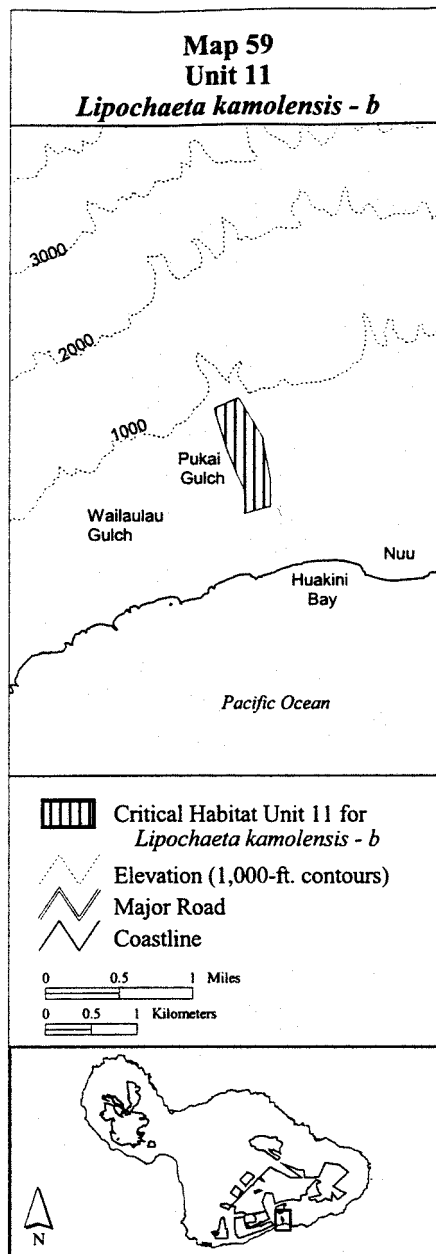 Map 59
Unit 11
Lipochaeta kamolensis - b
3000
2000
1000
Pukai
Gulch
Wailaulau
Gulch
Nuu
Huakini
Bay
Pacific Ocean
Critical Habitat Unit 11 for
Lipochaeta kamolensis - b
Elevation (1,000-ft. contours)
Major Road
Coastline
0 0.5 1 Miles
0 0.5 1 Kilometers
N